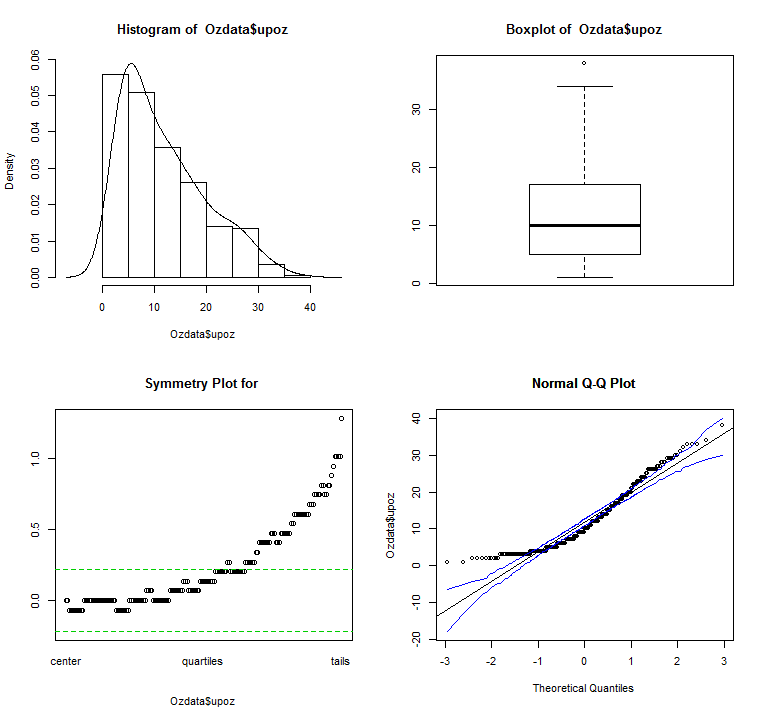 Histogram of Ozdata$upoz
Density
0.00 0.01 0.02 0.03 0.04 0.05 0.06
0 10 20 30 40
Ozdata$upoz
Boxplot of Ozdata$upoz
0 10 20 30
Symmetry Plot for
0.0 0.5 1.0
center quartiles tails
Ozdata$upoz
Normal Q-Q Plot
Ozdata$upoz
-20 -10 0 10 20 30 40
-3 -2 -1 0 1 2 3
Theoretical Quantiles